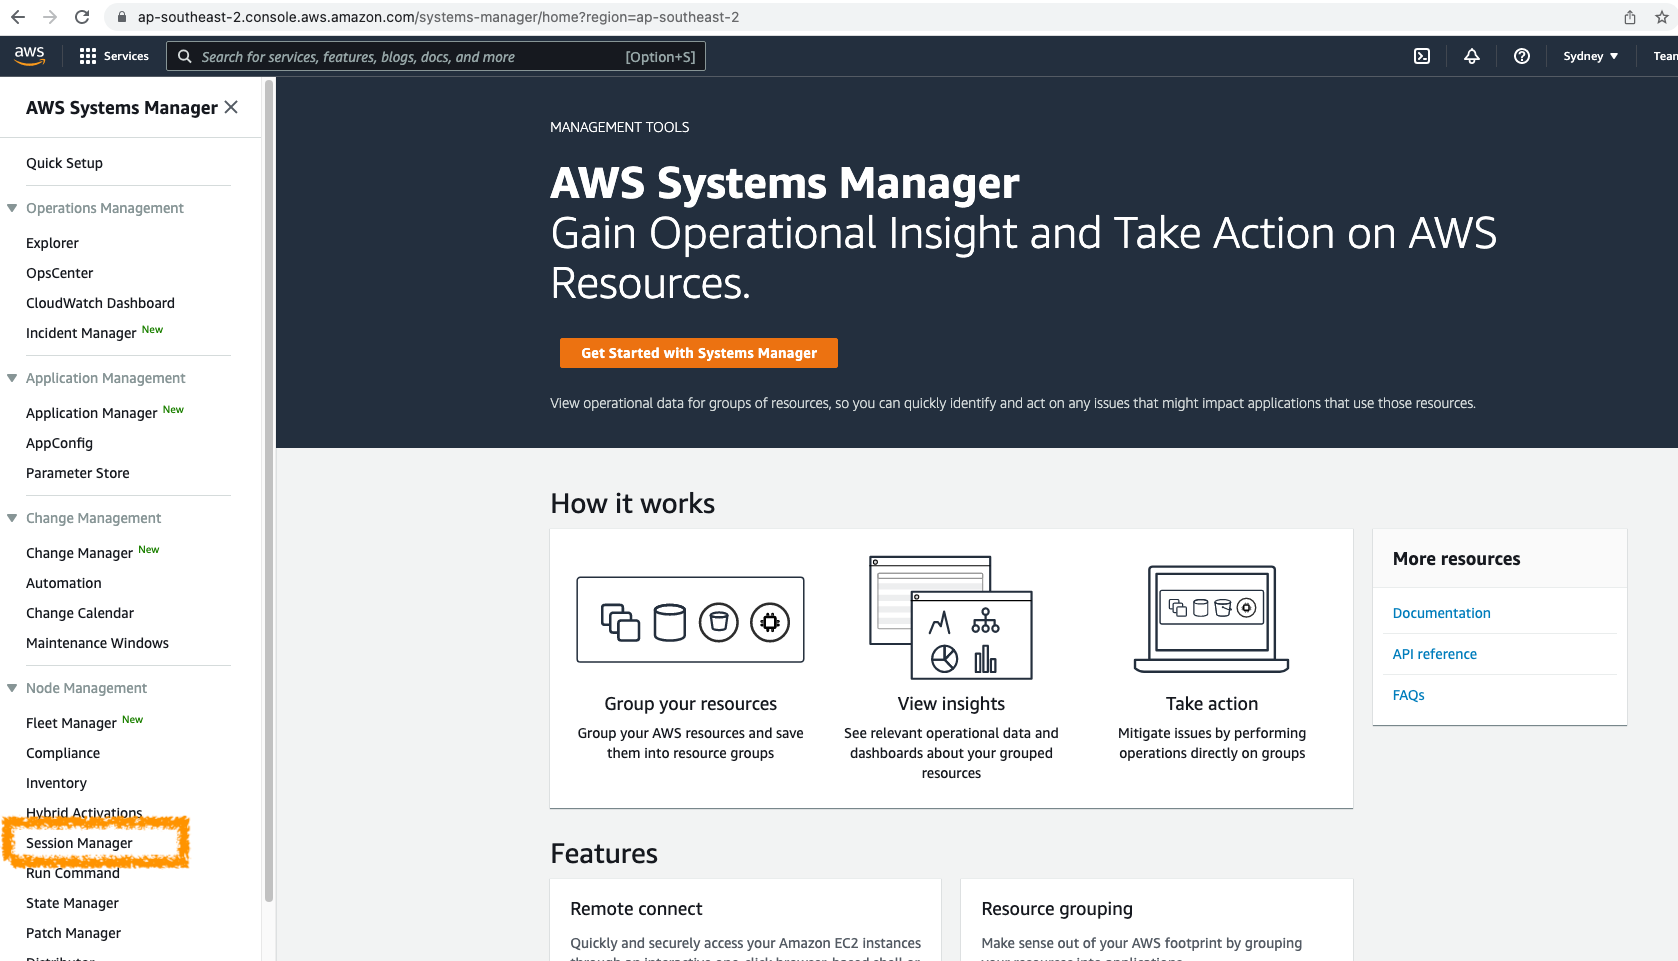 ap-southeast-2.console.aws.amazon.com/systems-manager/home?region=ap-southeast-2
aws
Services
Search for services, features, blogs, docs, and more
[Option+S]
Sydney
AWS Systems Manager
Quick Setup
Operations Management
Explorer
OpsCenter
CloudWatch Dashboard
Incident Manager New
Application Management
Application Manager New
AppConfig
Parameter Store
Change Management
Change Manager New
Automation
Change Calendar
Maintenance Windows
Node Management
Fleet Manager New
Compliance
Inventory
Hybrid Activations
Session Manager
Run Command
State Manager
Patch Manager
MANAGEMENT TOOLS
AWS Systems Manager
Gain Operational Insight and Take Action on AWS
Resources.
Get Started with Systems Manager
View operational data for groups of resources, so you can quickly identify and act on any issues that might impact applications that use those resources.
How it works
Group your resources
Group your AWS resources and save
them into resource groups
View insights
See relevant operational data and
dashboards about your grouped
resources
Take action
Mitigate issues by performing
operations directly on groups
More resources
Documentation
API reference
FAQs
Features
Remote connect
Quickly and securely access your Amazon EC2 instances
Resource grouping
Make sense out of your AWS footprint by grouping